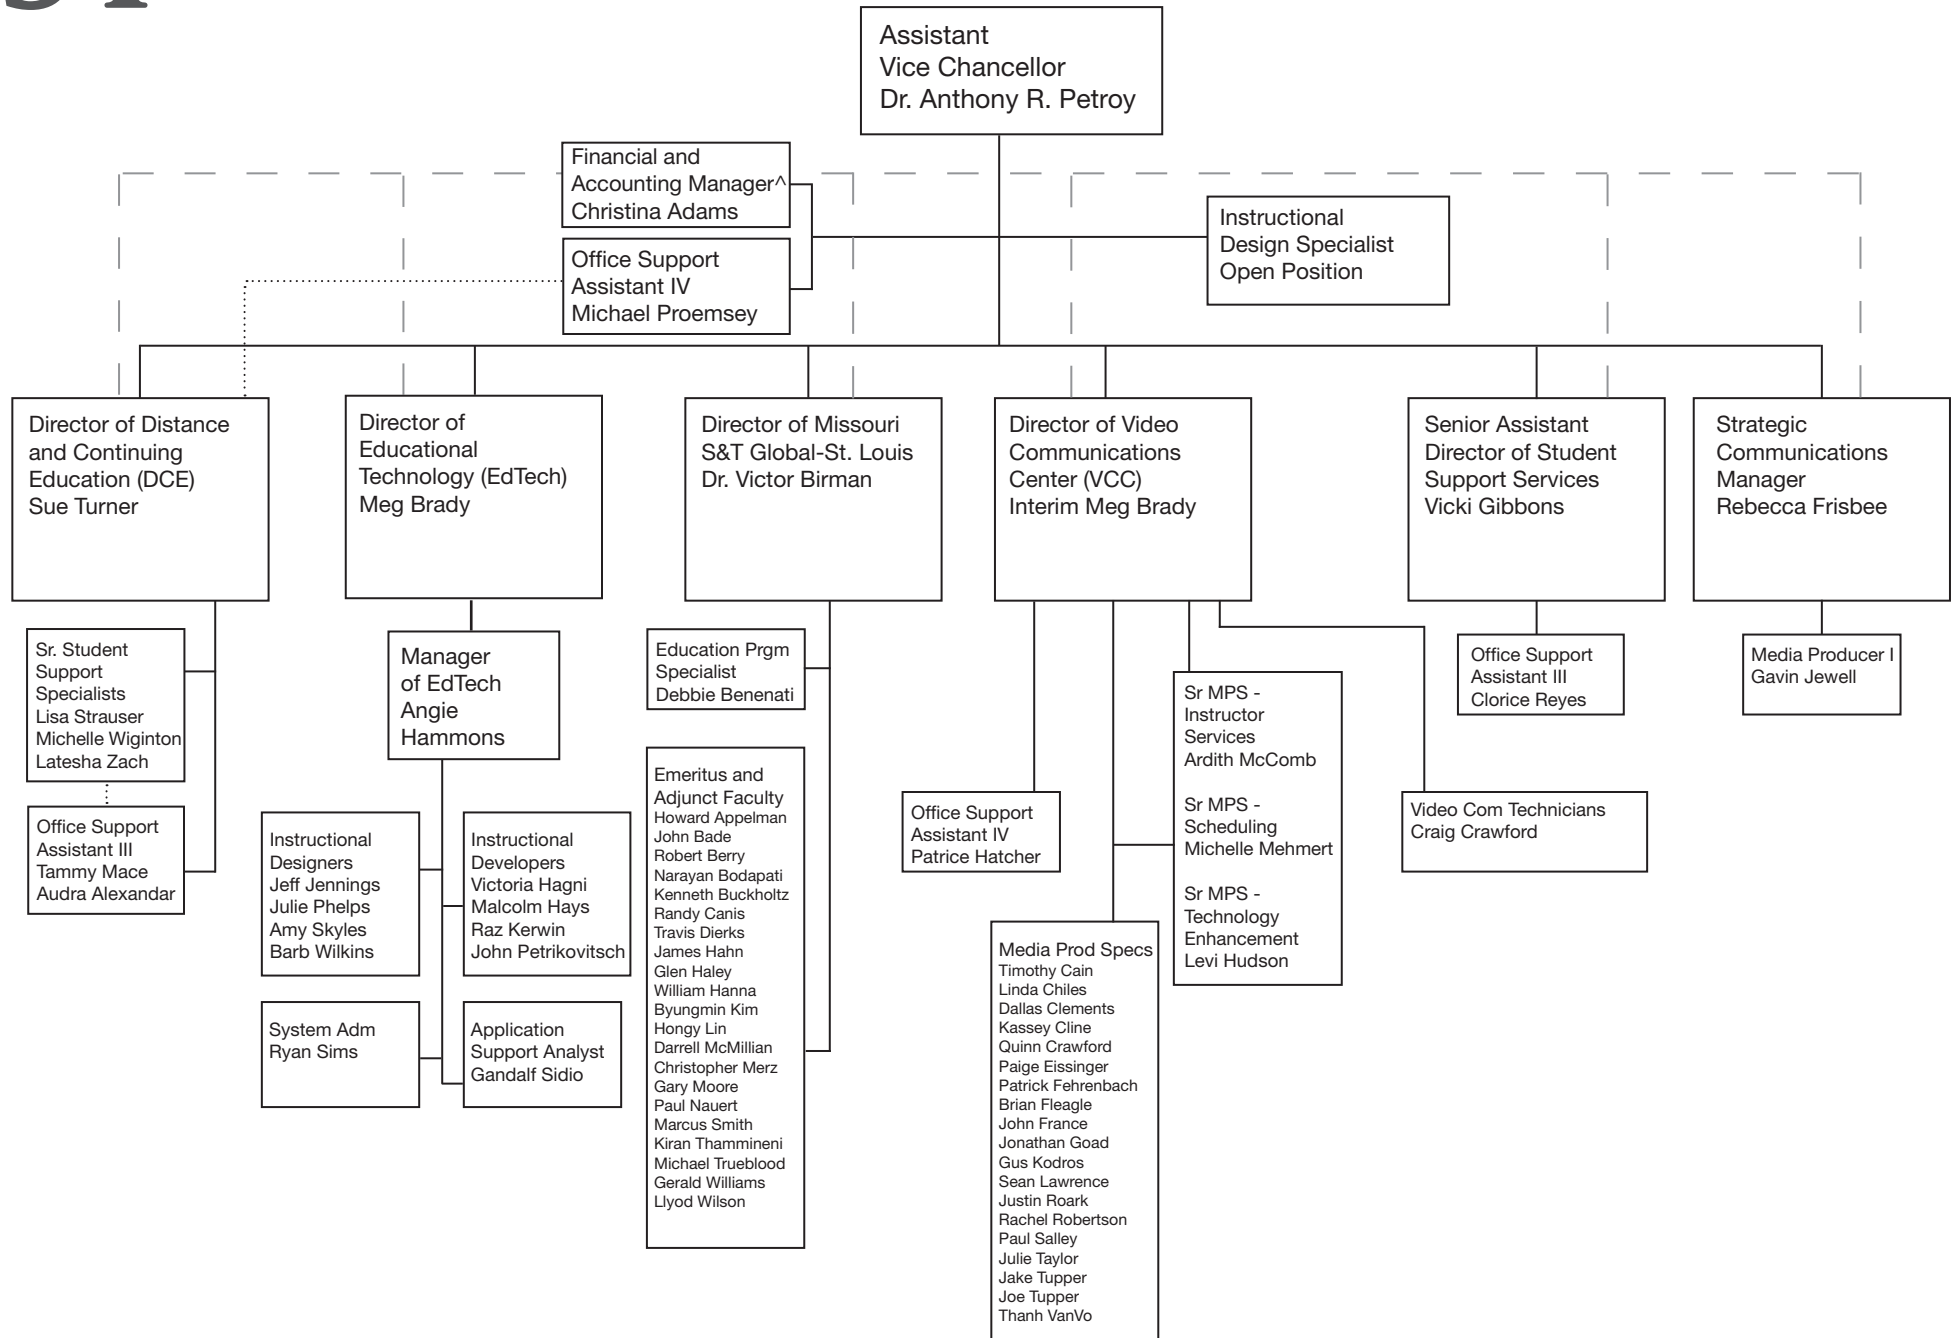 Assistant
Vice Chancellor
Dr. Anthony R. Petroy
Financial and
Accounting Manager^
Christina Adams
Office Support
Assistant IV
Michael Proemsey
Instructional
Design Specialist
Open Position
Director of Distance
and Continuing
Education (DCE)
Sue Turner
Director of
Educational
Technology (EdTech)
Meg Brady
Director of Missouri
S&T Global-St. Louis
Dr. Victor Birman
Director of Video
Communications
Center (VCC)
Interim Meg Brady
Senior Assistant
Director of Student
Support Services
Vicki Gibbons
Strategic
Communications
Manager
Rebecca Frisbee
Sr. Student
Support
Specialists
Lisa Strauser
Michelle Wiginton
Latesha Zach
Office Support
Assistant III
Tammy Mace
Audra Alexandar
Manager
of EdTech
Angie
Hammons
Instructional
Designers
Jeff Jennings
Julie Phelps
Amy Skyles
Barb Wilkins
Instructional
Developers
Victoria Hagni
Malcolm Hays
Raz Kerwin
John Petrikovitsch
System Adm
Ryan Sims
Application
Support Analyst
Gandalf Sidio
Education Prgm
Specialist
Debbie Benenati
Emeritus and
Adjunct Faculty
Howard Appelman
John Bade
Robert Berry
Narayan Bodapati
Kenneth Buckholtz
Randy Canis
Travis Dierks
James Hahn
Glen Haley
William Hanna
Byungmin Kim
Hongy Lin
Darrell McMillian
Christopher Merz
Gary Moore
Paul Nauert
Marcus Smith
Kiran Thammineni
Michael Trueblood
Gerald Williams
Llyod Wilson
Office Support
Assistant IV
Patrice Hatcher
Media Prod Specs
Timothy Cain
Linda Chiles
Dallas Clements
Kassey Cline
Quinn Crawford
Paige Eissinger
Patrick Fehrenbach
Brian Fleagle
John France
Jonathan Goad
Gus Kodros
Sean Lawrence
Justin Roark
Rachel Robertson
Paul Salley
Julie Taylor
Jake Tupper
Joe Tupper
Thanh VanVo
Sr MPS -
Instructor
Services
Ardith McComb
Sr MPS -
Scheduling
Michelle Mehmert
Sr MPS -
Technology
Enhancement
Levi Hudson
Video Com Technicians
Craig Crawford
Office Support
Assistant III
Clorice Reyes
Media Producer I
Gavin Jewell